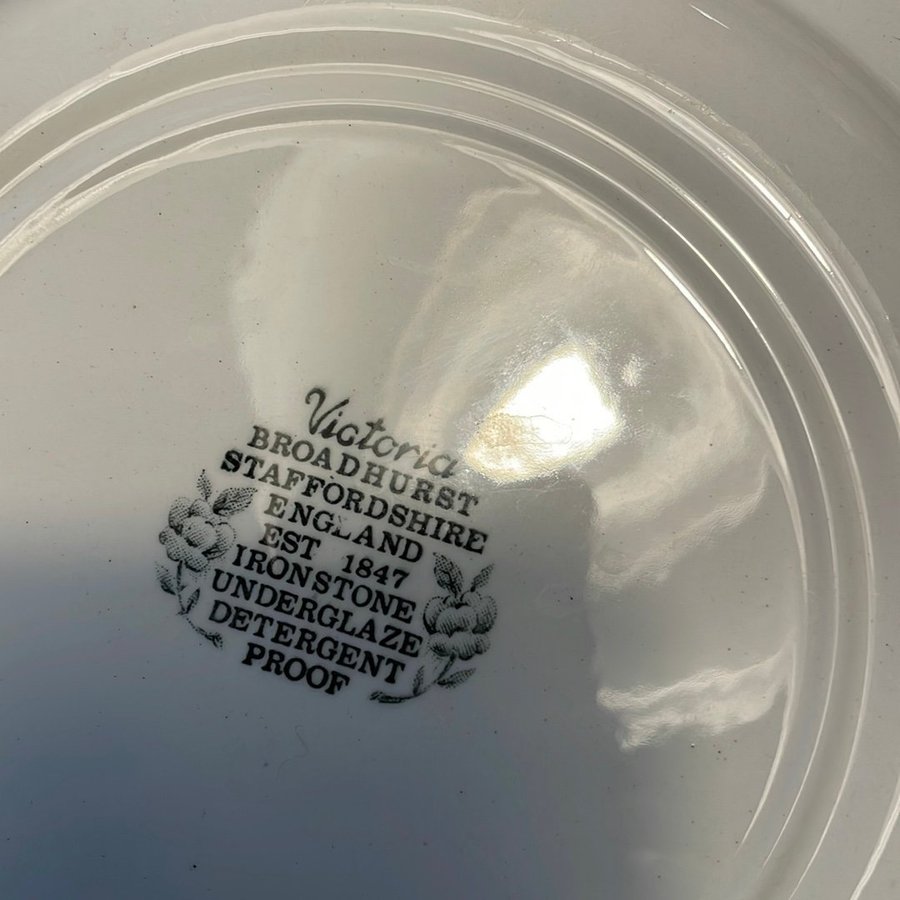 Victoria
BROADHURST
STAFFORDSHIRE
ENGLAND
EST 1847
IRONSTONE
UNDERGLAZE
DETERGENT
PROOF